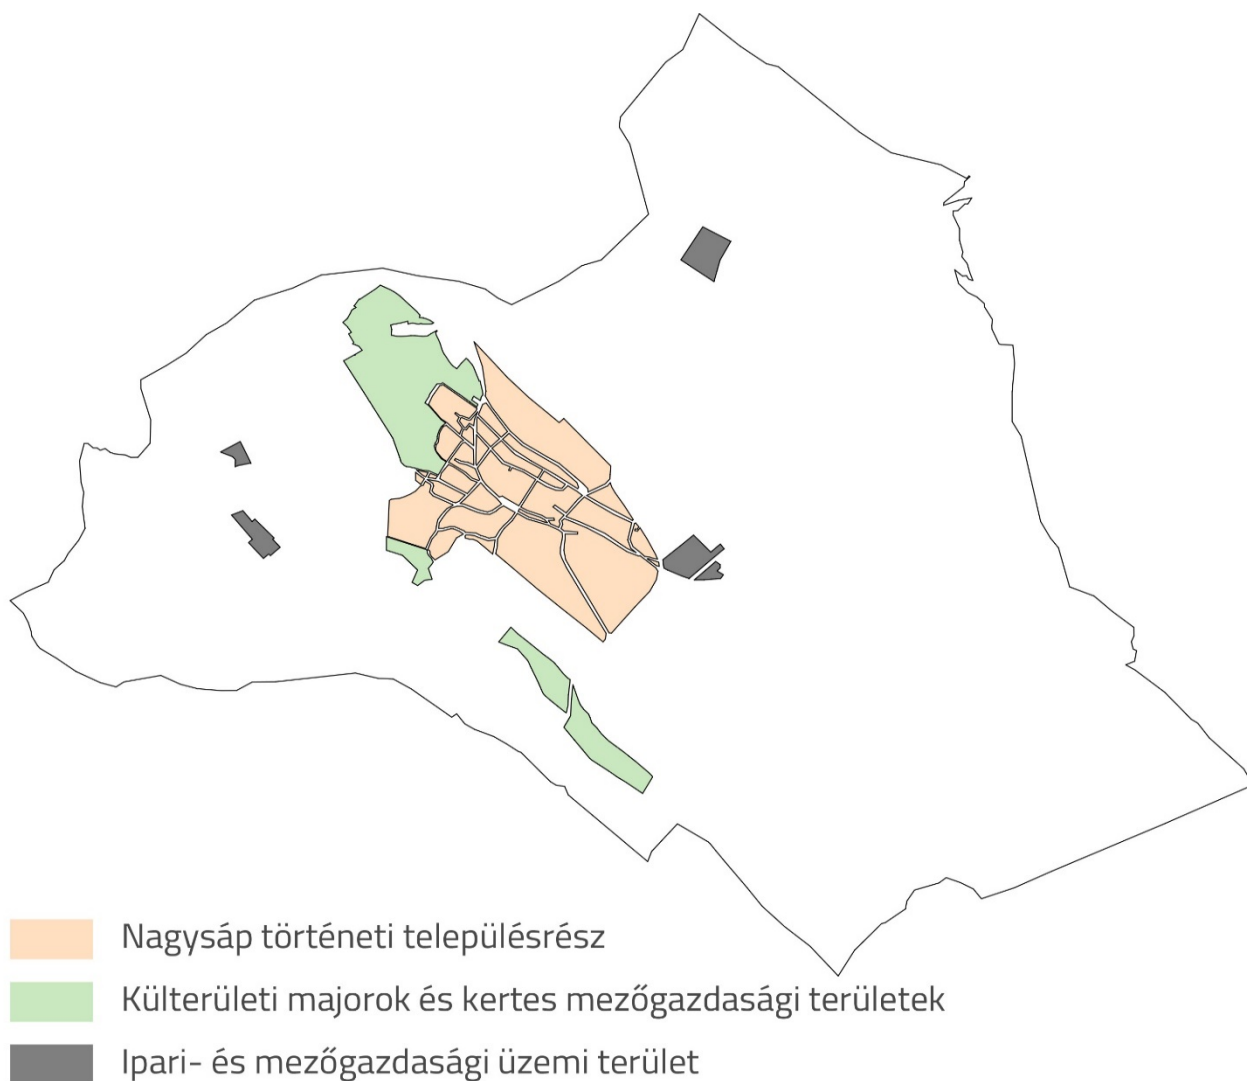 Nagysáp történeti településrész
Külterületi majorok és kertes mezőgazdasági területek
Ipari- és mezőgazdasági üzemi terület